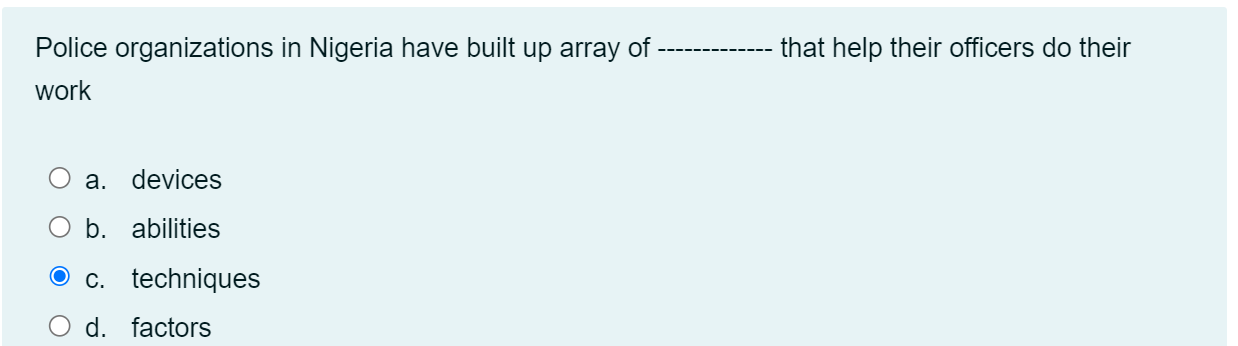 Police organizations in Nigeria have built up array of ------------- that help their officers do their
work
a. devices
b. abilities
c. techniques
d. factors